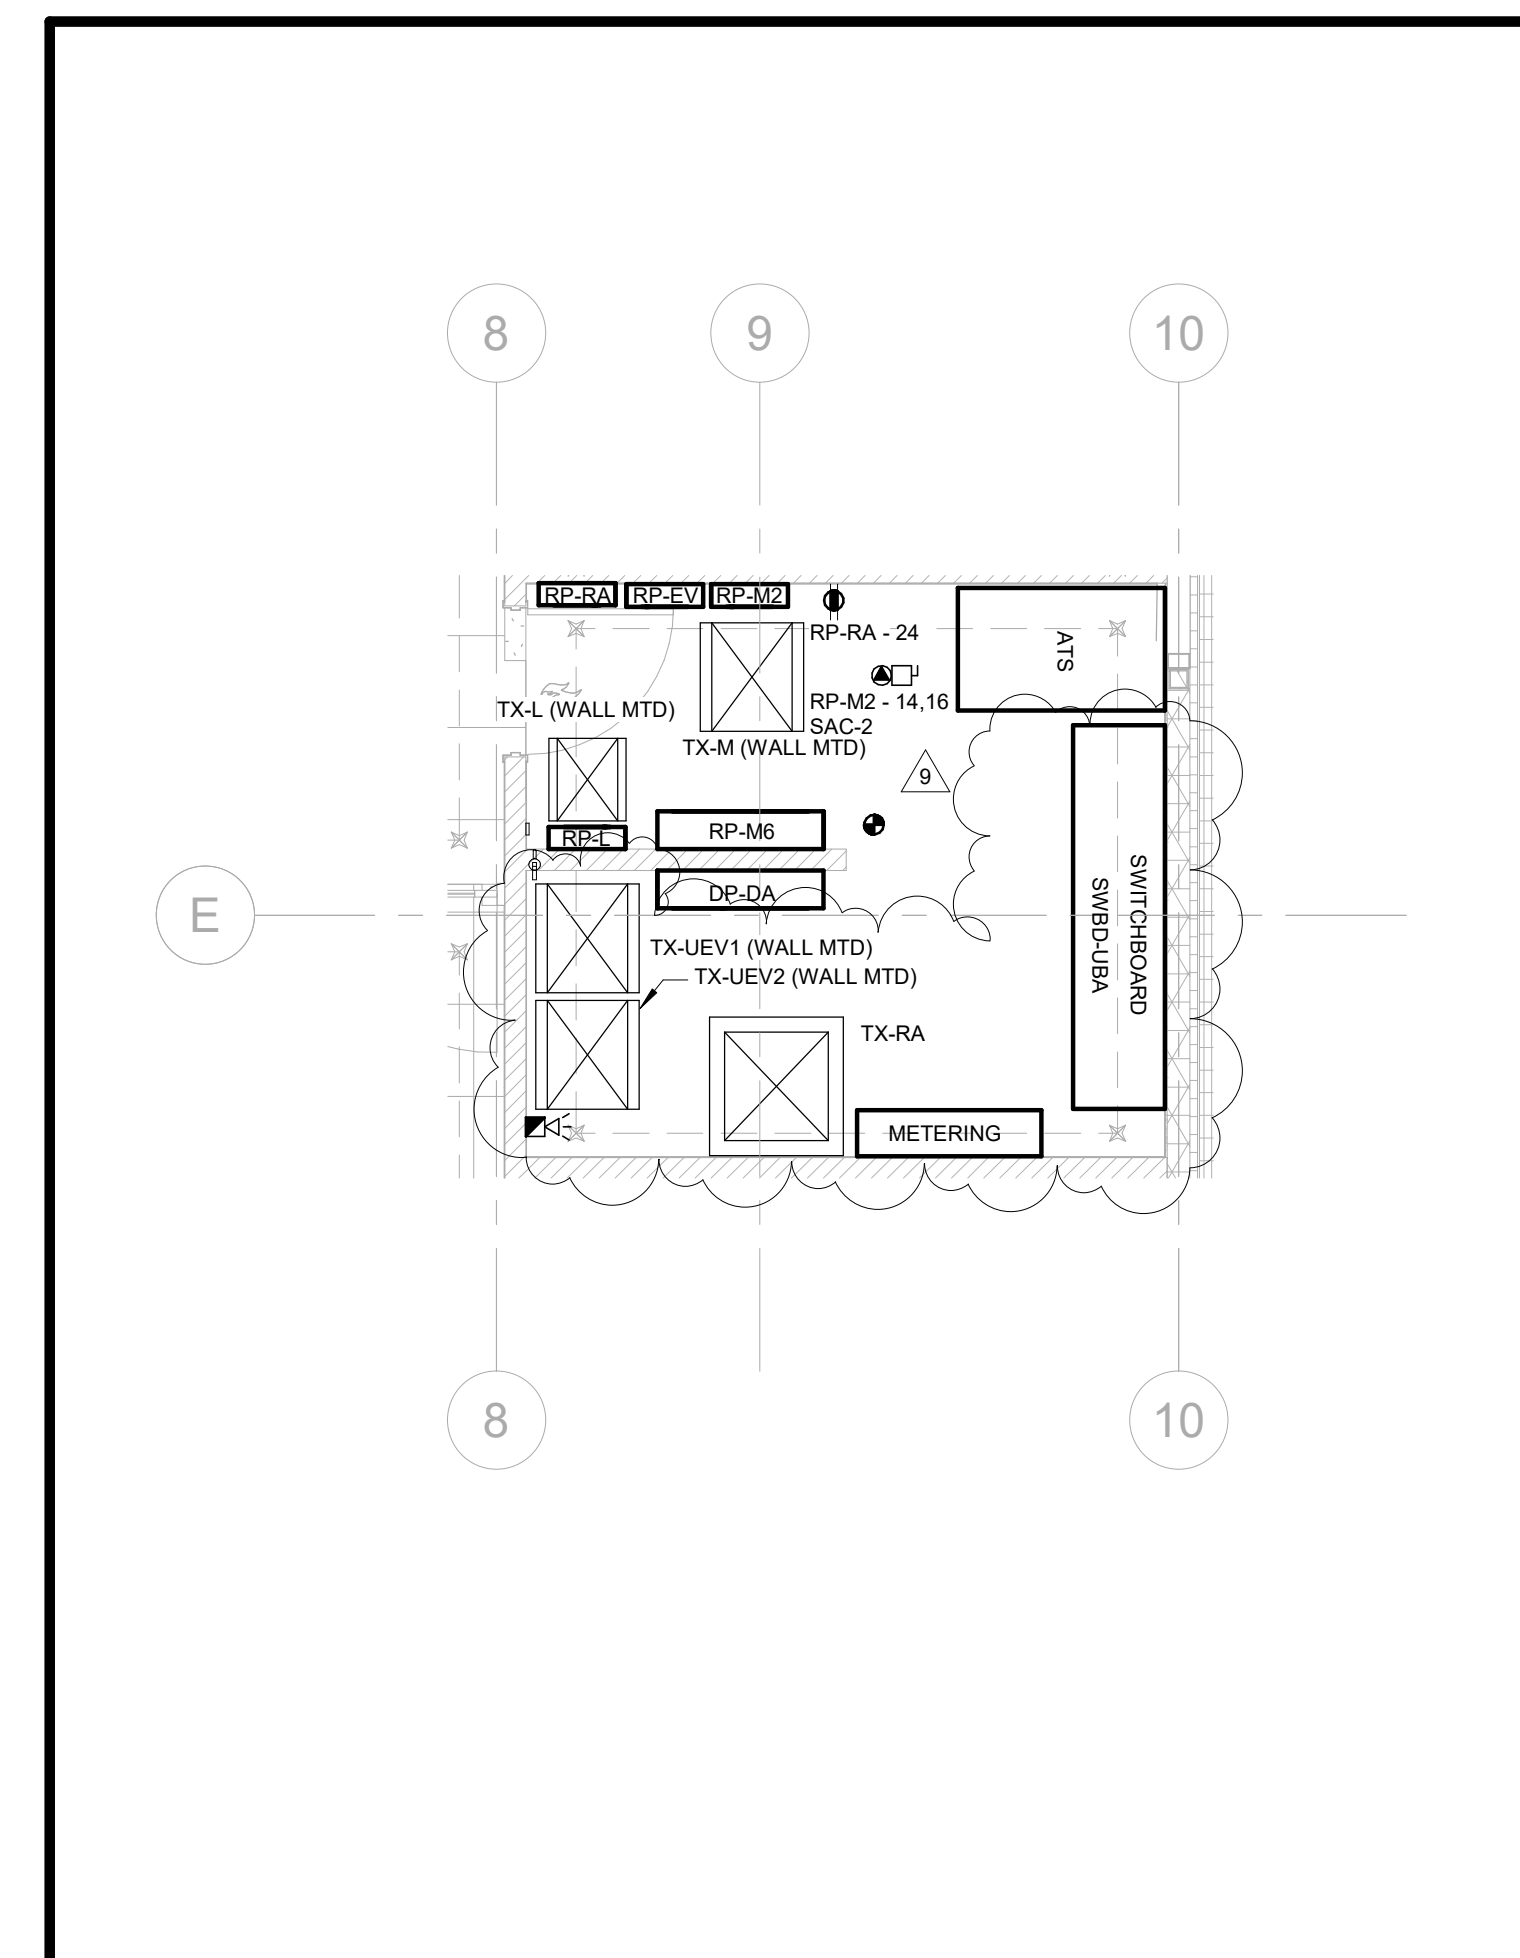 8
9
10
RP-RA
RP-EV
RP-M2
RP-RA - 24
ATS
RP-M2 - 14,16
SAC-2
TX-L (WALL MTD)
TX-M (WALL MTD)
9
RP-L
RP-M6
DP-DA
E
SWITCHBOARD
SWBD-UBA
TX-UEV1 (WALL MTD)
TX-UEV2 (WALL MTD)
TX-RA
METERING
8
10